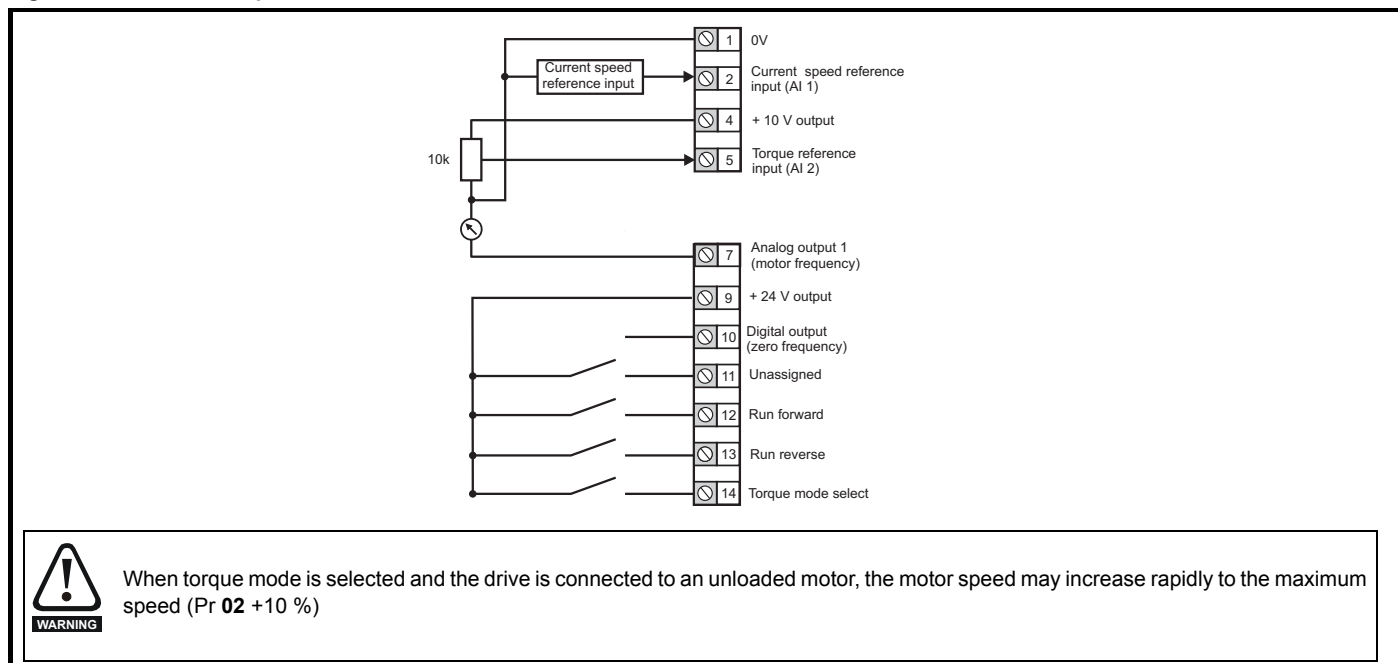 1 0V
Current speed
reference input
2 Current speed reference
input (AI 1)
4 + 10 V output
10k
5 Torque reference
input (AI 2)
7 Analog output 1
(motor frequency)
9 + 24 V output
10 Digital output
(zero frequency)
11 Unassigned
12 Run forward
13 Run reverse
14 Torque mode select
WARNING
When torque mode is selected and the drive is connected to an unloaded motor, the motor speed may increase rapidly to the maximum
speed (Pr 02 +10 %)